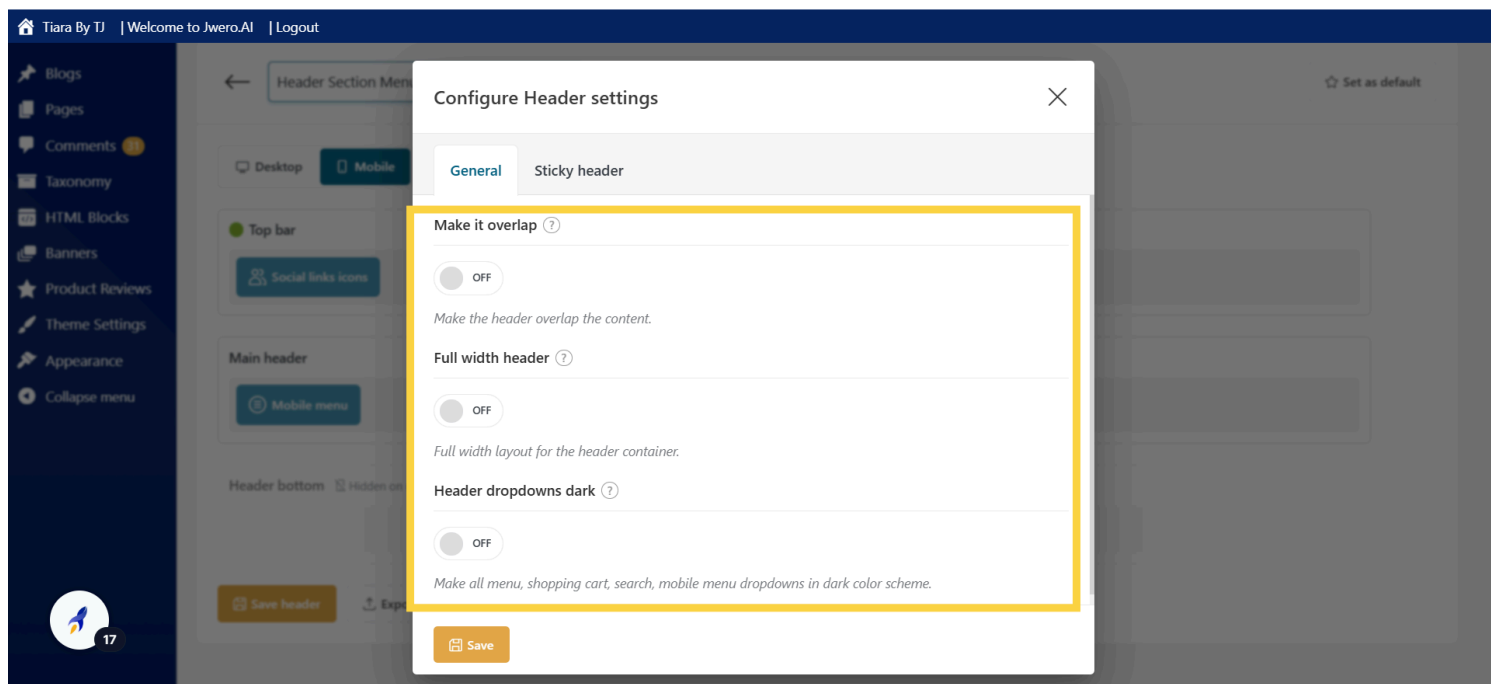 Tiara By TJ | Welcome to Jwero.AI | Logout
Blogs
Pages
Comments 31
Taxonomy
HTML Blocks
Banners
Product Reviews
Theme Settings
Appearance
Collapse menu
17
Header Section Men
Set as default
Desktop
Mobile
Top bar
Social links icons
Main header
Mobile menu
Header bottom Hidden on
Save header
Expo
Configure Header settings
General Sticky header
Make it overlap ?
OFF
Make the header overlap the content.
Full width header ?
OFF
Full width layout for the header container.
Header dropdowns dark ?
OFF
Make all menu, shopping cart, search, mobile menu dropdowns in dark color scheme.
Save